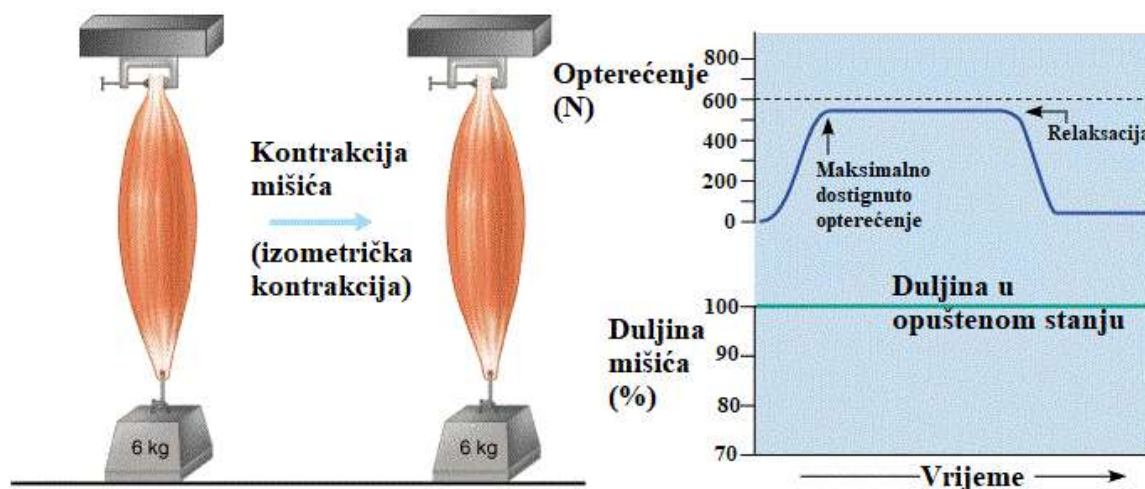 Kontrakcija
mišića
(izometrička
kontrakcija)
6 kg
6 kg
Opterećenje
(N)
800
600
400
200
0
Maksimalno
dostignuto
opterećenje
Relaksacija
Duljina
mišića
(%)
100
90
80
70
Duljina u
opuštenom stanju
Vrijeme